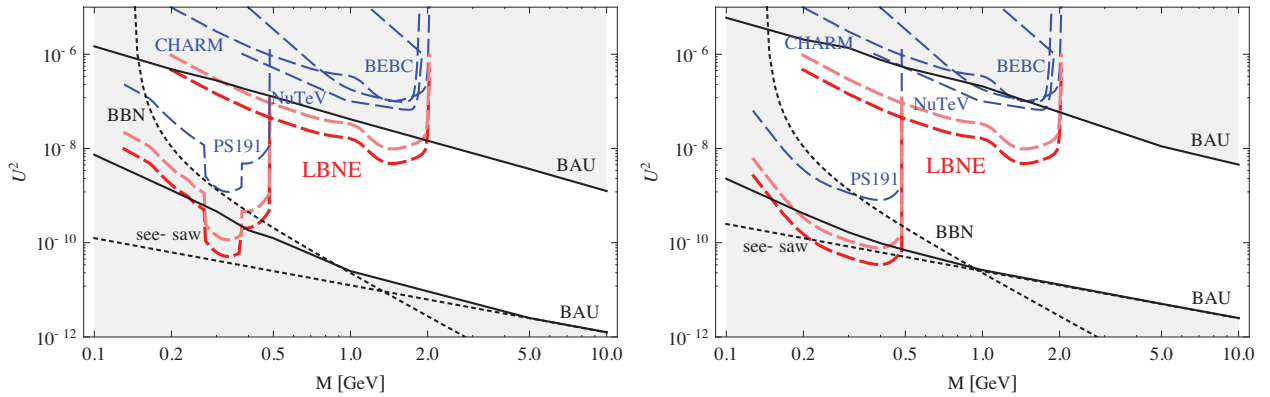 10⁻⁶
10⁻⁸
10⁻¹⁰
10⁻¹²
U²
CHARM
BEBC
NuTeV
BBN
PS191
LBNE
BAU
see- saw
BAU
0.1 0.2 0.5 1.0 2.0 5.0 10.0
M [GeV]
10⁻⁶
10⁻⁸
10⁻¹⁰
10⁻¹²
U²
CHARM
BEBC
NuTeV
BAU
LBNE
PS191
BBN
see- saw
BAU
0.1 0.2 0.5 1.0 2.0 5.0 10.0
M [GeV]